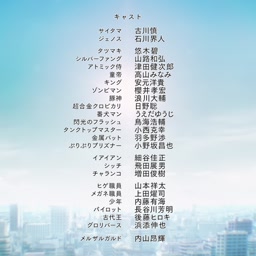 キャスト
サイタマ 古川慎
ジェノス 石川界人
タツマキ 悠木碧
シルバーファング 山路和弘
アトミック侍 津田健次郎
童帝 高山みなみ
キング 安元洋貴
ゾンビマン 櫻井孝宏
豚神 浪川大輔
超合金クロビカリ 日野聡
番犬マン うえだゆうじ
閃光のフラッシュ 鳥海浩輔
タンクトップマスター 小西克幸
金属バット 羽多野渉
ぷりぷりプリズナー 小野坂昌也
イアイアン 細谷佳正
シッチ 飛田展男
チャランコ 増田俊樹
ヒゲ職員 山本祥太
メガネ職員 上田燿司
少年 内藤有海
パイロット 長谷川芳明
古代王 後藤ヒロキ
グロリバース 浜添伸也
メルザルガルド 内山昂輝